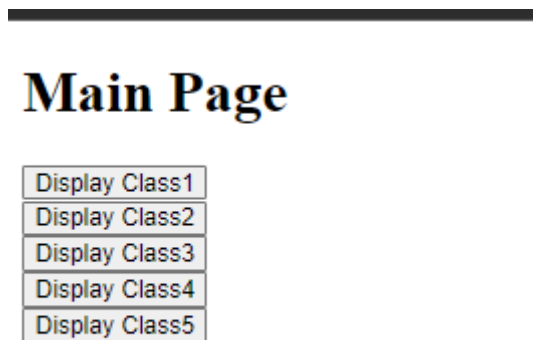 Main Page
Display Class1
Display Class2
Display Class3
Display Class4
Display Class5